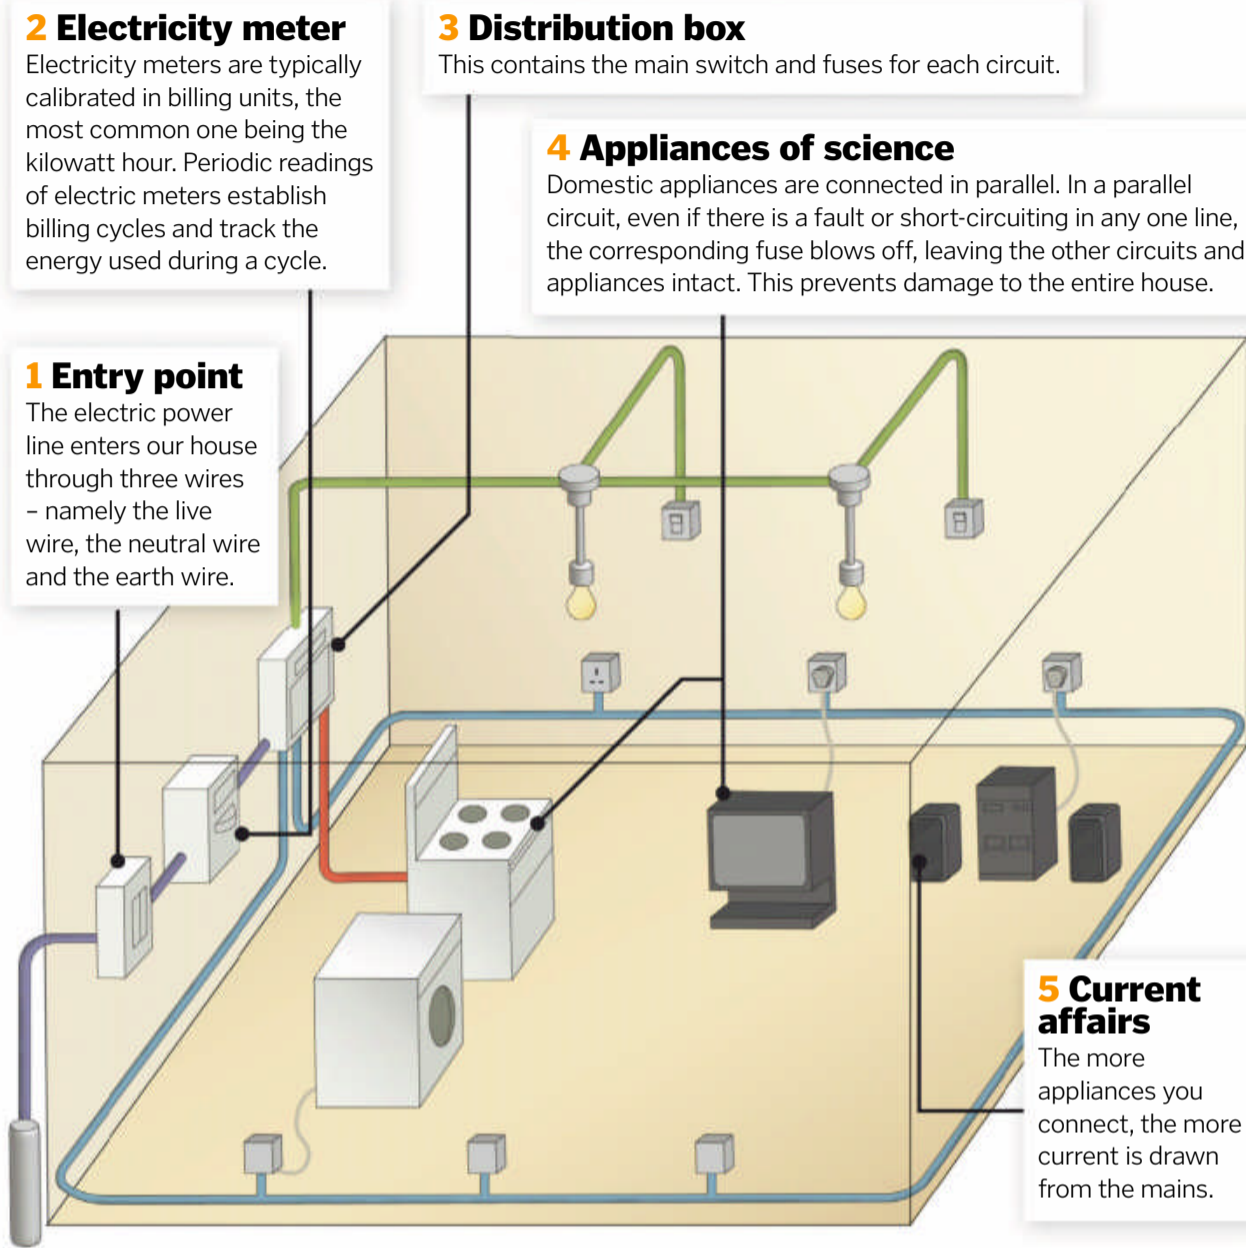 2 Electricity meter
Electricity meters are typically
calibrated in billing units, the
most common one being the
kilowatt hour. Periodic readings
of electric meters establish
billing cycles and track the
energy used during a cycle.
3 Distribution box
This contains the main switch and fuses for each circuit.
4 Appliances of science
Domestic appliances are connected in parallel. In a parallel
circuit, even if there is a fault or short-circuiting in any one line,
the corresponding fuse blows off, leaving the other circuits and
appliances intact. This prevents damage to the entire house.
1 Entry point
The electric power
line enters our house
through three wires
– namely the live
wire, the neutral wire
and the earth wire.
5 Current
affairs
The more
appliances you
connect, the more
current is drawn
from the mains.